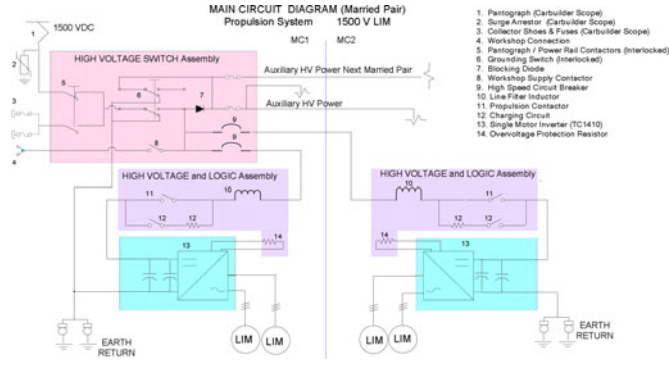 MAIN CIRCUIT DIAGRAM (Married Pair)
Propulsion System 1500 V LIM
MC1 MC2
1500 VDC
1
2
3
4
HIGH VOLTAGE SWITCH Assembly
5
6
7
8
9
9
Auxiliary HV Power Next Married Pair
Auxiliary HV Power
1. Pantograph (Carbuilder Scope)
2. Surge Arrestor (Carbuilder Scope)
3. Collector Shoes & Fuses (Carbuilder Scope)
4. Workshop Connection
5. Pantograph / Power Rail Contactors (Interlocked)
6. Grounding Switch (Interlocked)
7. Blocking Diode
8. Workshop Supply Contactor
9. High Speed Circuit Breaker
10. Line Filter Inductor
11. Propulsion Contactor
12. Charging Circuit
13. Single Motor Inverter (TC1410)
14. Overvoltage Protection Resistor
HIGH VOLTAGE and LOGIC Assembly
11
10
12 12
14
13
LIM LIM
EARTH
RETURN
HIGH VOLTAGE and LOGIC Assembly
10
11
12 12
14
13
LIM LIM
EARTH
RETURN